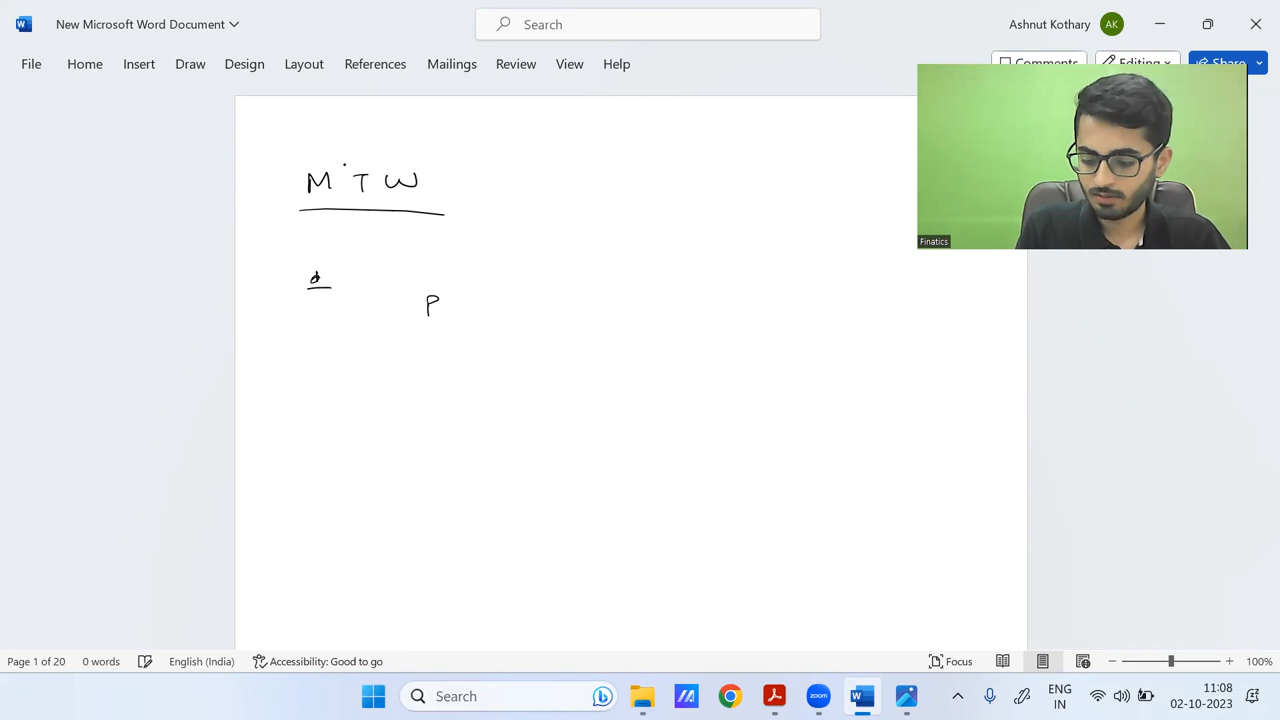 New Microsoft Word Document
Search
Ashnut Kothary AK
File Home Insert Draw Design Layout References Mailings Review View Help
Comments Editing Share
M T W
P
Finatics
Page 1 of 20 0 words English (India) Accessibility: Good to go Focus 100%
Search zoom ENG IN 11:08 02-10-2023